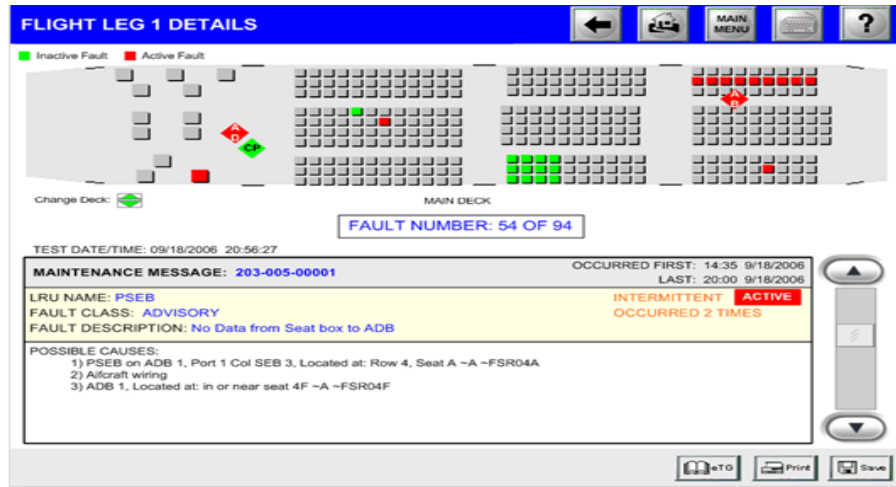 FLIGHT LEG 1 DETAILS
MAIN
MENU
?
Inactive Fault Active Fault
A
B
A
D
CP
Change Deck:
MAIN DECK
FAULT NUMBER: 54 OF 94
TEST DATE/TIME: 09/18/2006 20:56:27
MAINTENANCE MESSAGE: 203-005-00001
OCCURRED FIRST: 14:35 9/18/2006
LAST: 20:00 9/18/2006
LRU NAME: PSEB
INTERMITTENT ACTIVE
FAULT CLASS: ADVISORY
OCCURRED 2 TIMES
FAULT DESCRIPTION: No Data from Seat box to ADB
POSSIBLE CAUSES:
1) PSEB on ADB 1, Port 1 Col SEB 3, Located at: Row 4, Seat A ~A ~FSR04A
2) Aifcraft wiring
3) ADB 1, Located at: in or near seat 4F ~A ~FSR04F
eTG Print Save